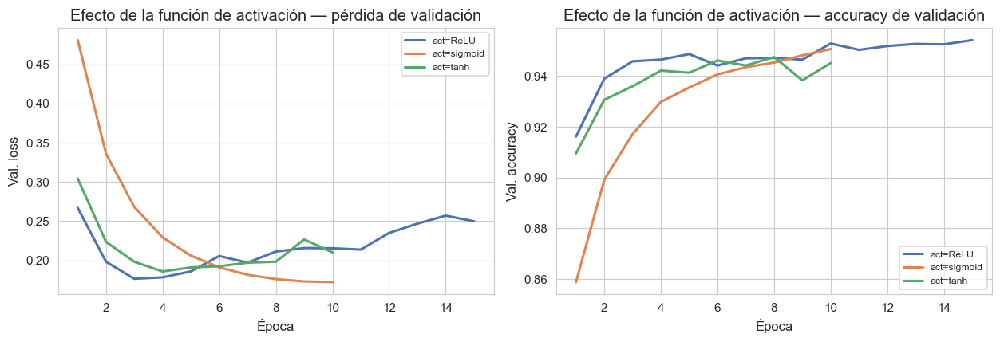 Efecto de la función de activación — pérdida de validación
act=ReLU
act=sigmoid
act=tanh
0.45
0.40
0.35
0.30
0.25
0.20
Val. loss
2
4
6
8
10
12
14
Época
Efecto de la función de activación — accuracy de validación
0.94
0.92
0.90
0.88
0.86
Val. accuracy
act=ReLU
act=sigmoid
act=tanh
2
4
6
8
10
12
14
Época